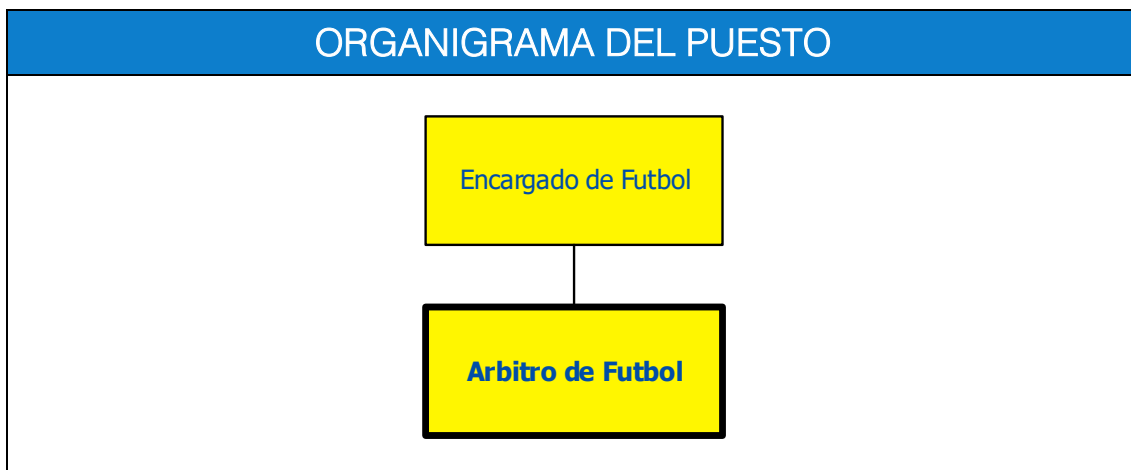 ORGANIGRAMA DEL PUESTO
Encargado de Futbol
Arbitro de Futbol